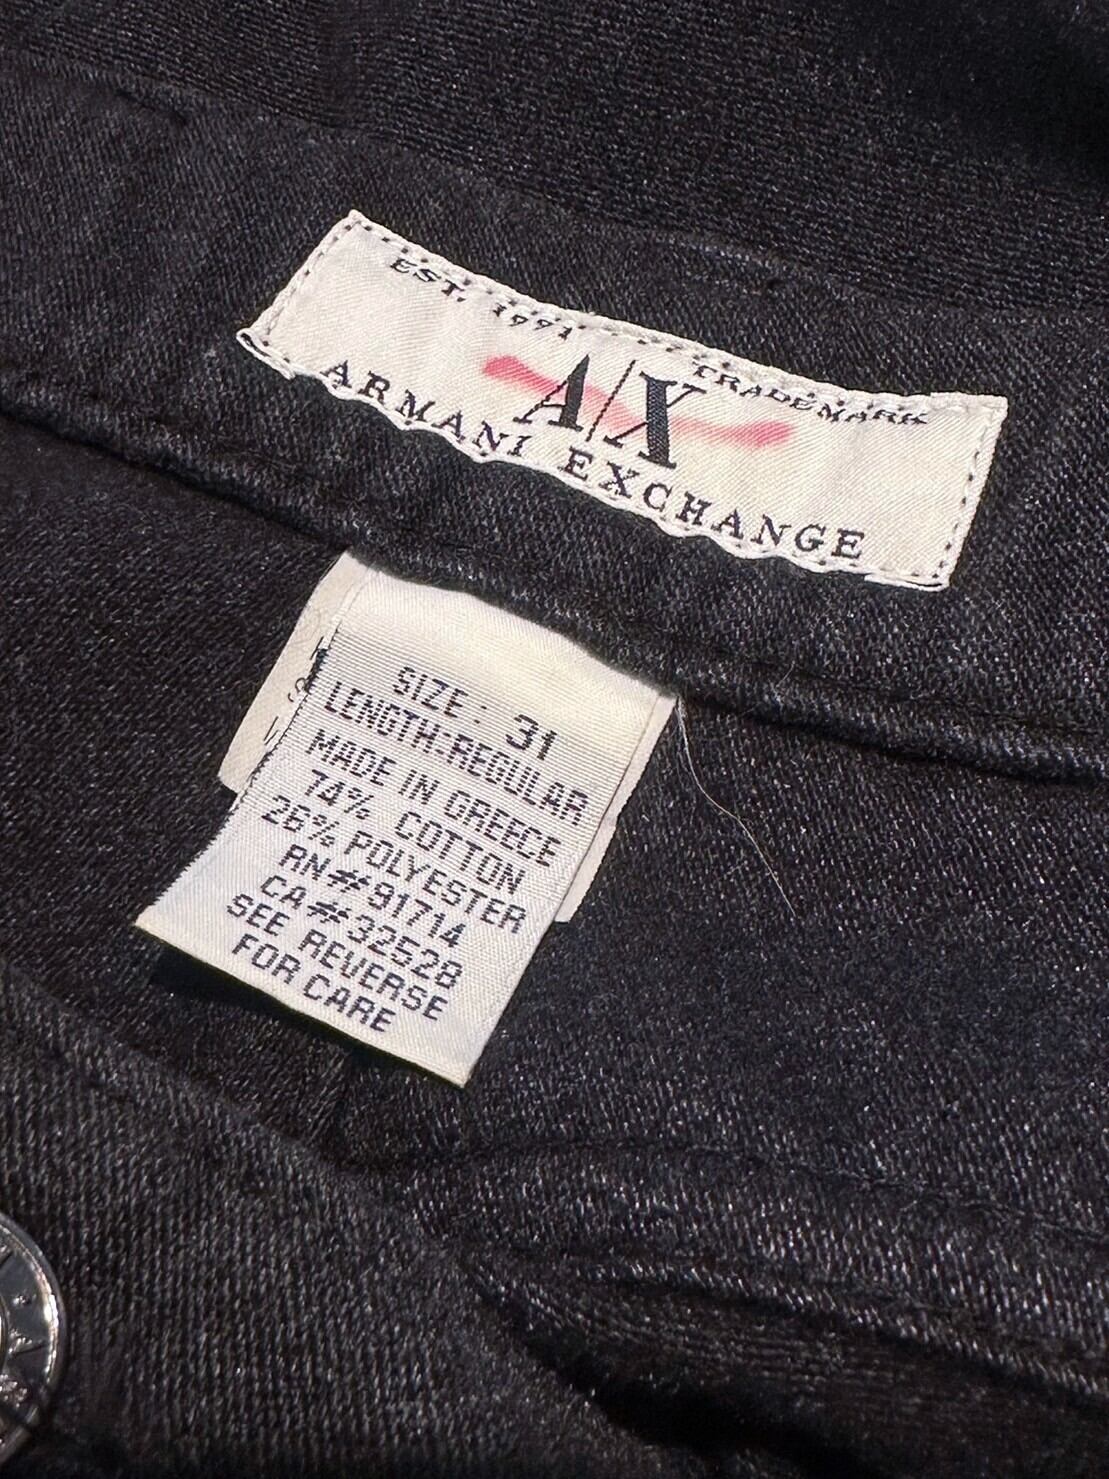 EST. 1991
A|X
TRADEMARK
ARMANI EXCHANGE
SIZE: 31
LENGTH:REGULAR
MADE IN GREECE
74% COTTON
26% POLYESTER
RN#91714
CA#32528
SEE REVERSE
FOR CARE